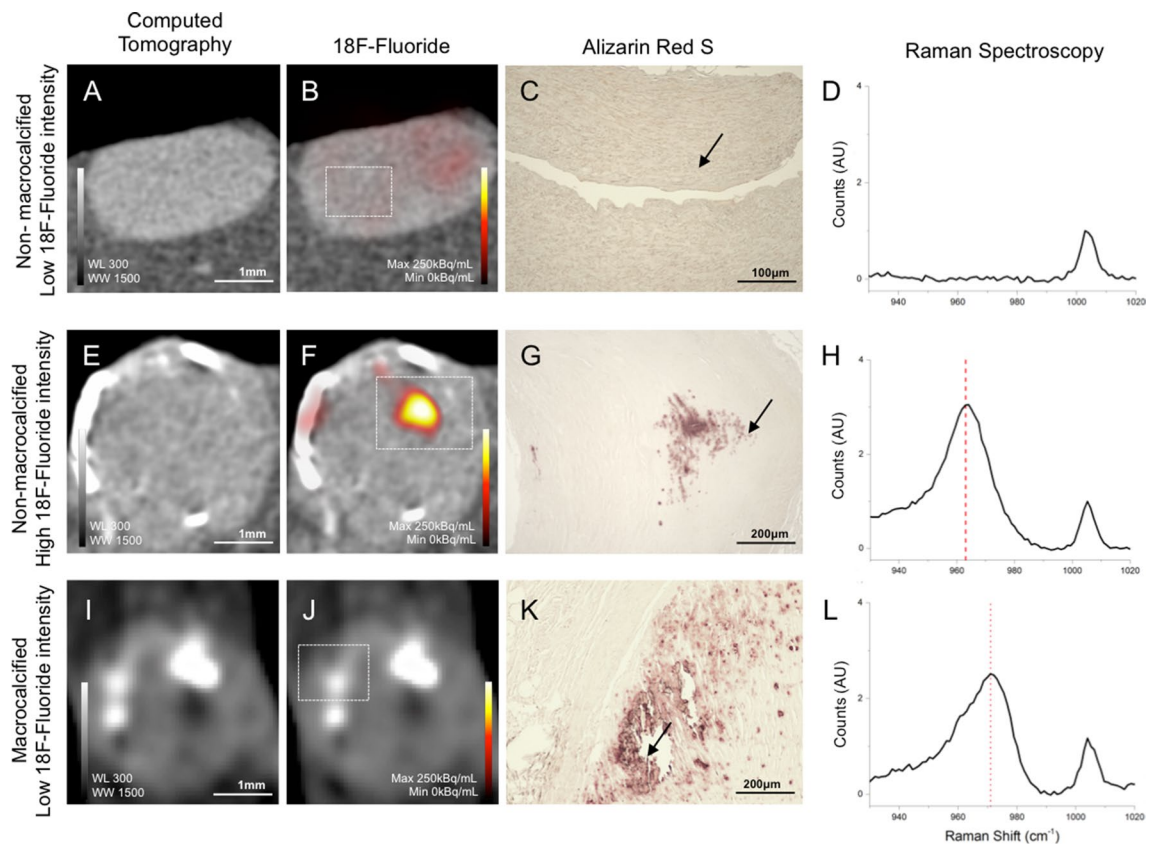 Computed
Tomography
18F-Fluoride
Alizarin Red S
Raman Spectroscopy
Non- macrocalcified
Low 18F-Fluoride intensity
A
WL 300
WW 1500
1mm
B
Max 250kBq/mL
Min 0kBq/mL
C
100µm
D
Counts (AU)
4
2
0
940
960
980
1000
1020
Non-macrocalcified
High 18F-Fluoride intensity
E
WL 300
WW 1500
1mm
F
Max 250kBq/mL
Min 0kBq/mL
G
200µm
H
Counts (AU)
4
2
0
940
960
980
1000
1020
Macrocalcified
Low 18F-Fluoride intensity
I
WL 300
WW 1500
1mm
J
Max 250kBq/mL
Min 0kBq/mL
K
200µm
L
Counts (AU)
4
2
0
940
960
980
1000
1020
Raman Shift (cm⁻¹)